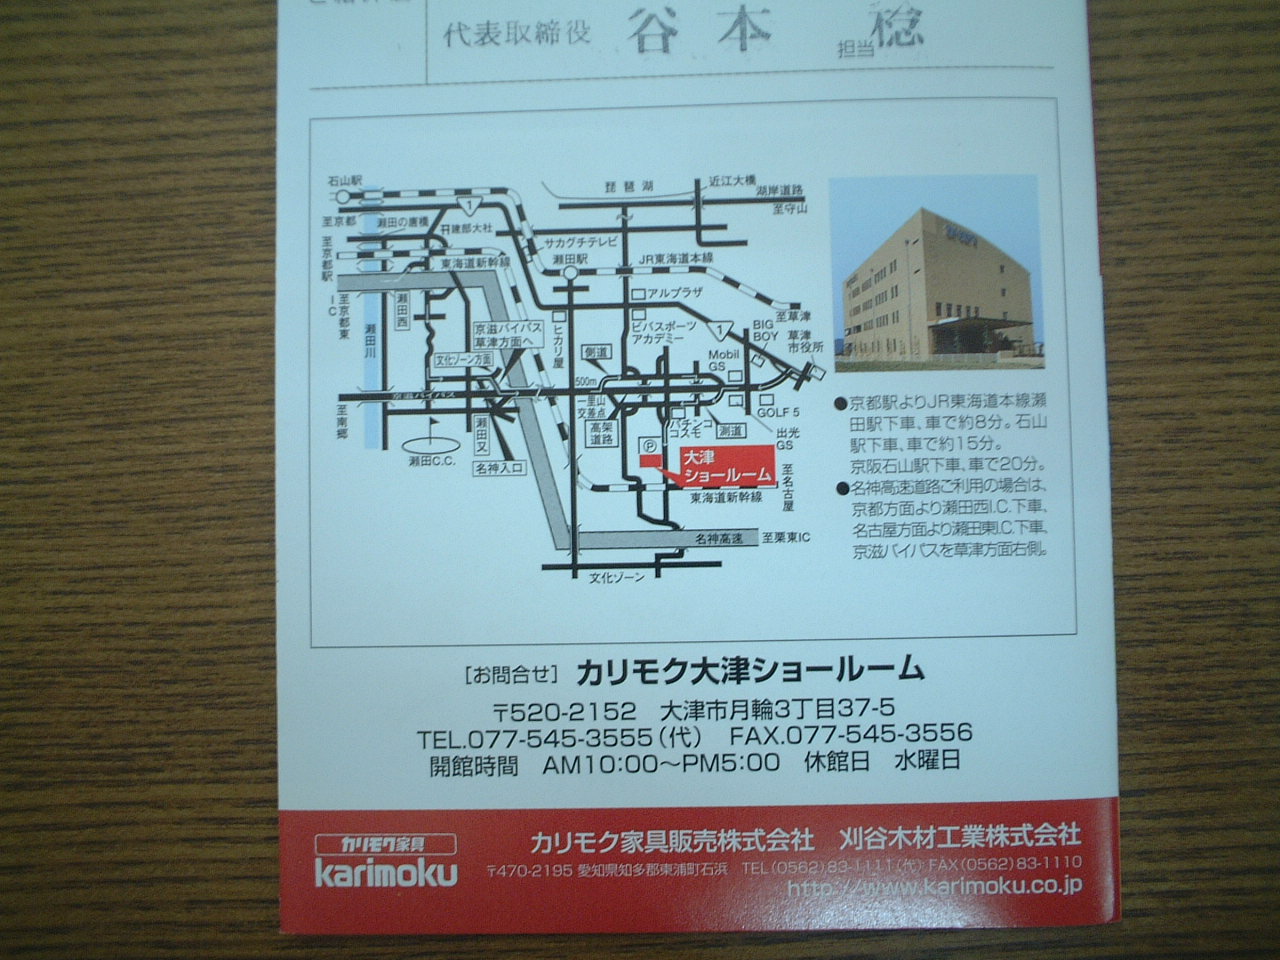 代表取締役 谷本 担当 稔
石山駅
琵琶湖
近江大橋
湖岸道路
至守山
1
至京都
瀬田の唐橋
建部大社
サカグチテレビ
至京都駅
東海道新幹線
瀬田駅
JR東海道本線
至京都東IC
瀬田西
アルプラザ
至草津
瀬田川
京滋バイパス
草津方面へ
ヒカリ屋
ビバスポーツ
アカデミー
1
BIG
BOY
草津
市役所
文化ゾーン方面
側道
Mobil
GS
500m
京滋バイパス
一里山
交差点
GOLF 5
至南郷
瀬田又
高架
道路
パチンコ
コスモ
側道
出光
GS
瀬田C.C.
名神入口
P
大津
ショールーム
至名古屋
東海道新幹線
名神高速
至栗東IC
文化ゾーン
●京都駅よりJR東海道本線瀬
田駅下車、車で約8分。石山
駅下車、車で約15分。
京阪石山駅下車、車で20分。
●名神高速道路ご利用の場合は、
京都方面より瀬田西I.C.下車、
名古屋方面より瀬田東I.C.下車、
京滋バイパスを草津方面右側。
[お問合せ] カリモク大津ショールーム
〒520-2152 大津市月輪3丁目37-5
TEL.077-545-3555(代) FAX.077-545-3556
開館時間 AM10:00～PM5:00 休館日 水曜日
カリモク家具
karimoku
カリモク家具販売株式会社 刈谷木材工業株式会社
〒470-2195 愛知県知多郡東浦町石浜 TEL(0562)83-1111(代) FAX(0562)83-1110
http://www.karimoku.co.jp